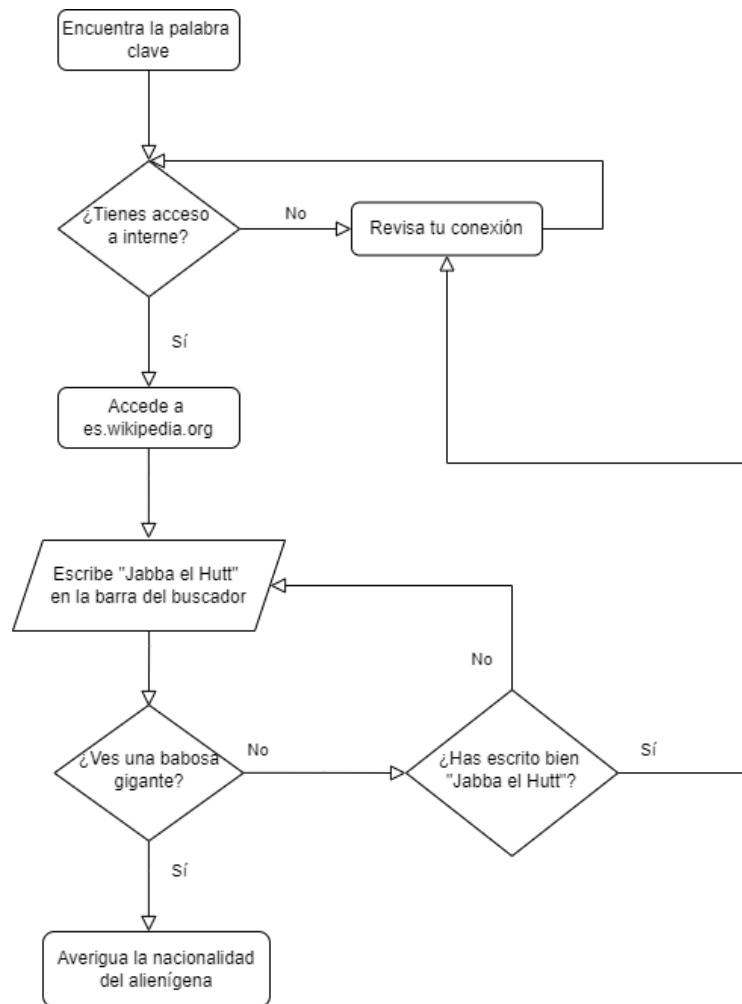 Encuentra la palabra
clave
¿Tienes acceso
a interne?
No
Revisa tu conexión
Sí
Accede a
es.wikipedia.org
Escribe "Jabba el Hutt"
en la barra del buscador
No
¿Ves una babosa
gigante?
No
¿Has escrito bien
"Jabba el Hutt"?
Sí
Sí
Averigua la nacionalidad
del alienígena